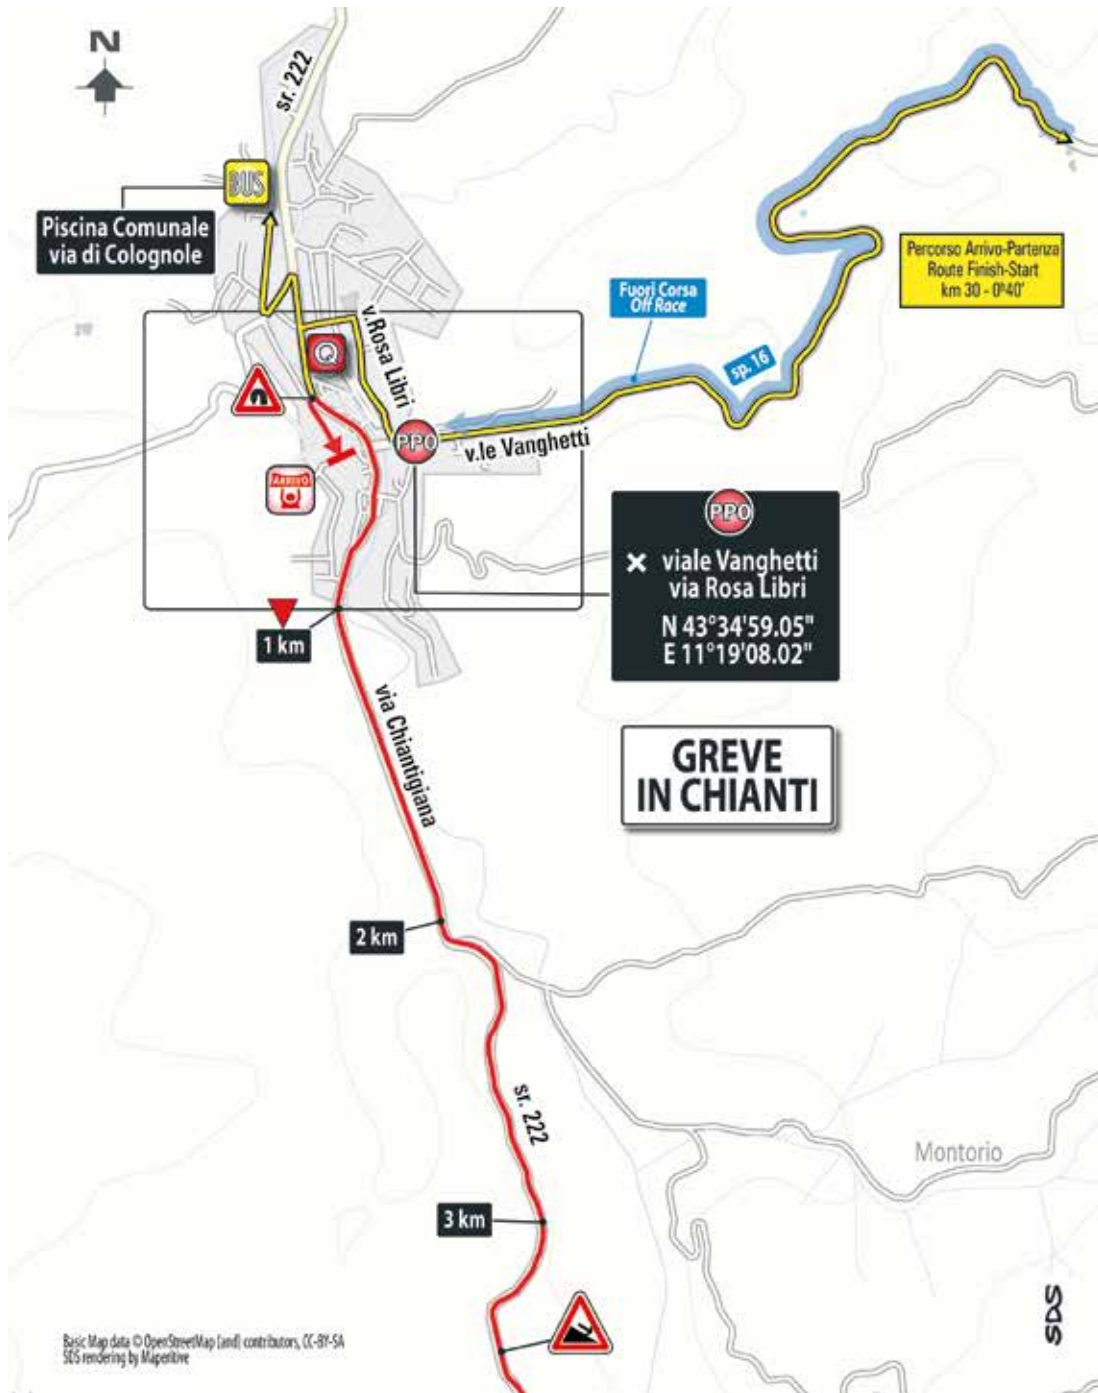 N
sr. 222
BUS
Piscina Comunale
via di Colognole
Percorso Arrivo-Partenza
Route Finish-Start
km 30 - 0h40'
Fuori Corsa
Off Race
v.Rosa Libri
sp. 16
Q
PPO
v.le Vanghetti
ARRIVO
PPO
viale Vanghetti
via Rosa Libri
N 43°34'59.05"
E 11°19'08.02"
1 km
via Chiantigiana
GREVE
IN CHIANTI
2 km
sr. 222
Montorio
3 km
SDS
Basic Map data © OpenStreetMap (and) contributors, CC-BY-SA
SDS rendering by Maperitive